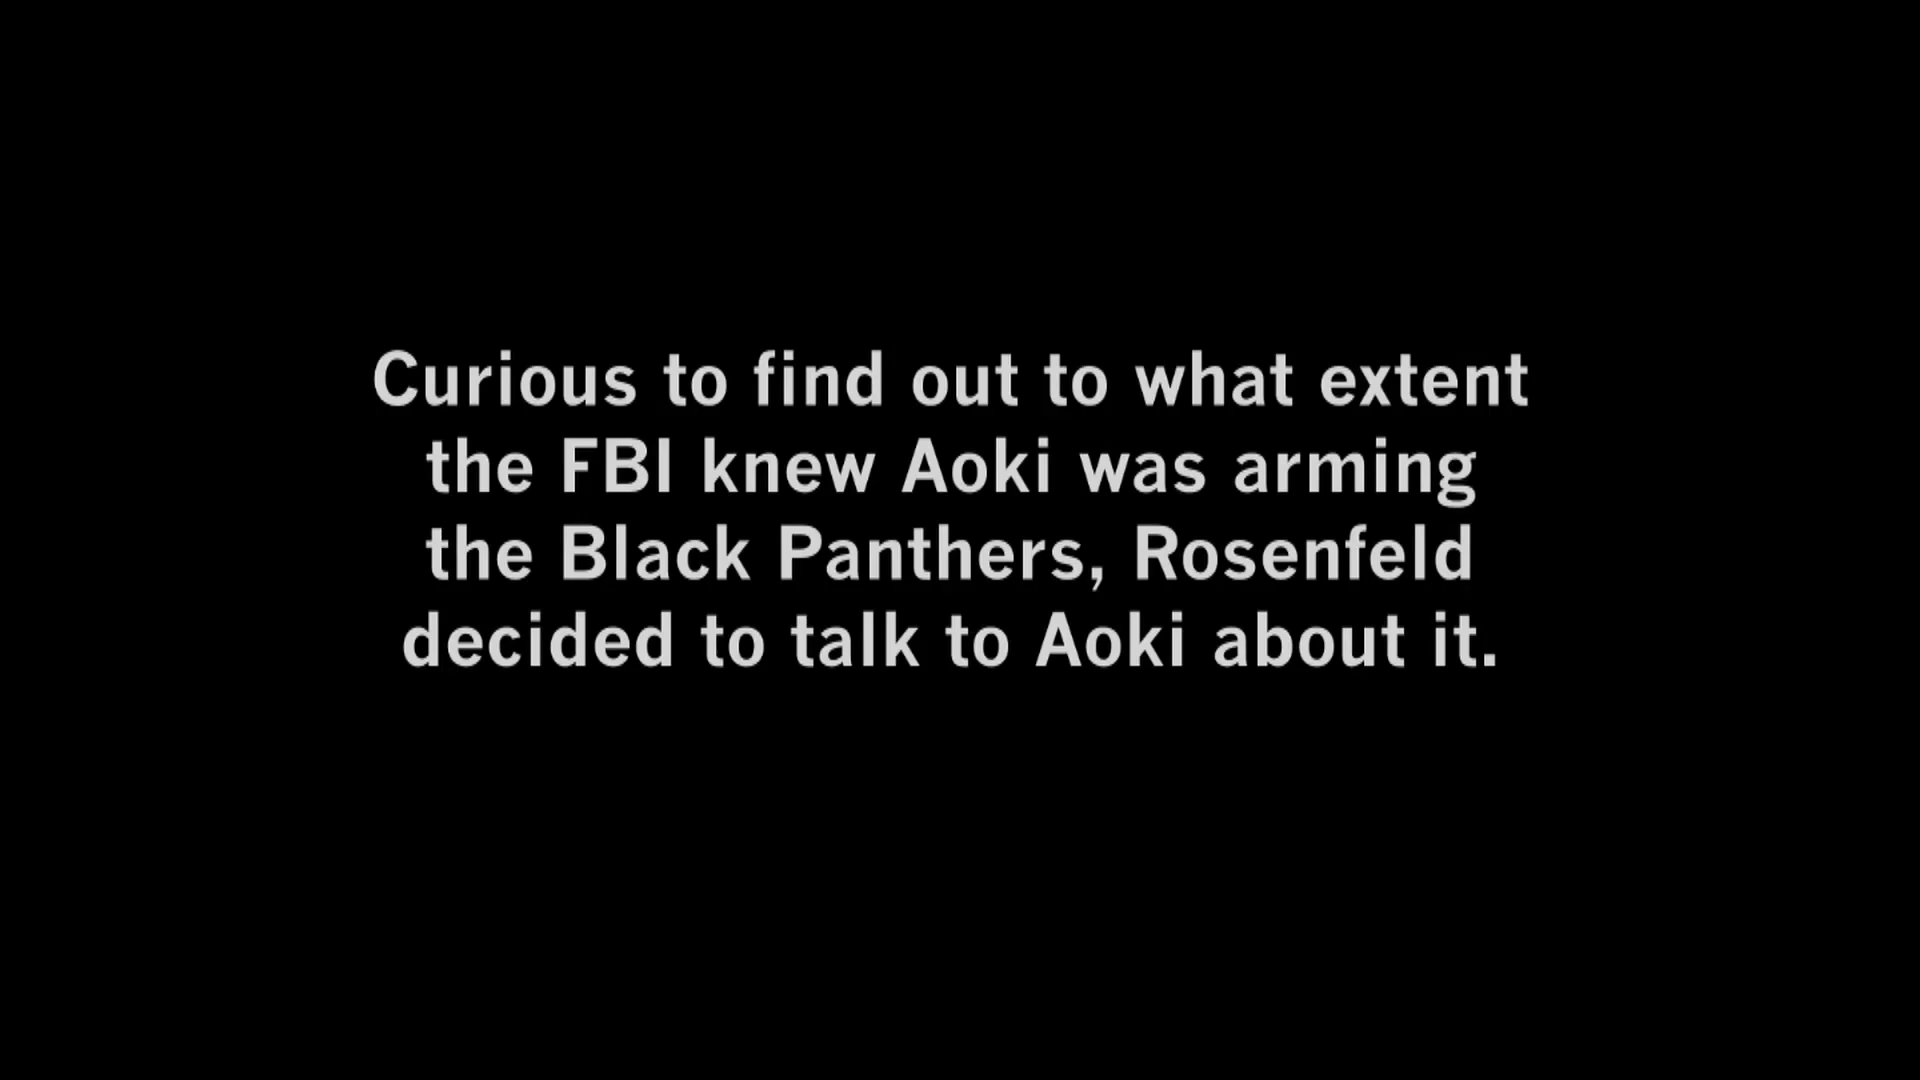 Curious to find out to what extent
the FBI knew Aoki was arming
the Black Panthers, Rosenfeld
decided to talk to Aoki about it.